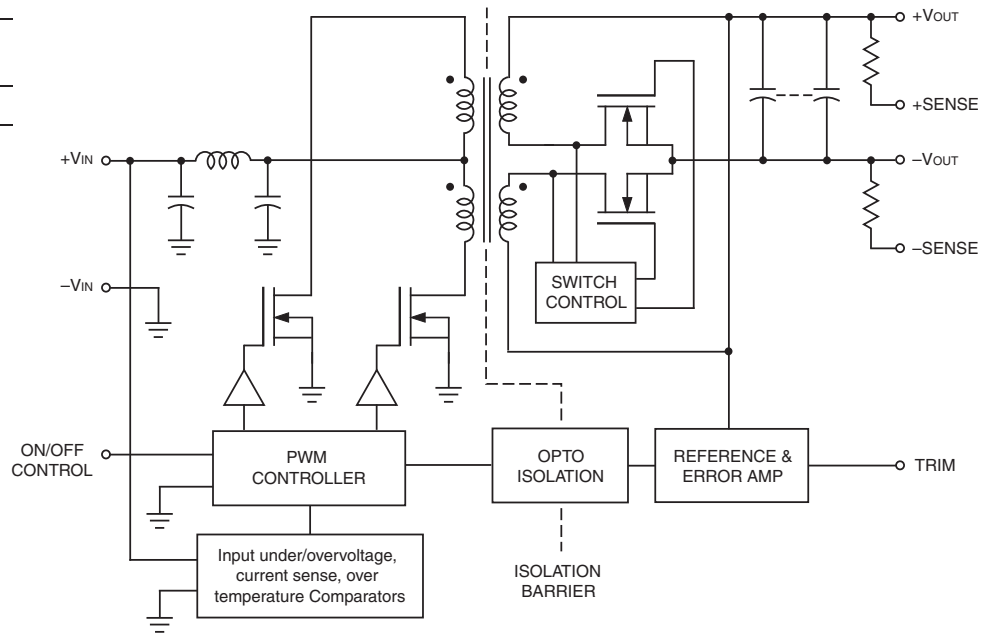 +VOUT
+SENSE
+VIN
–VOUT
–SENSE
–VIN
SWITCH
CONTROL
ON/OFF
CONTROL
PWM
CONTROLLER
OPTO
ISOLATION
REFERENCE &
ERROR AMP
TRIM
Input under/overvoltage,
current sense, over
temperature Comparators
ISOLATION
BARRIER